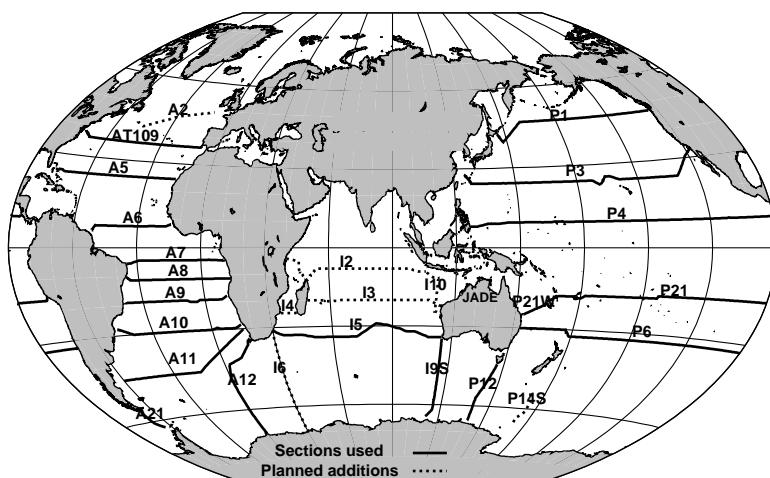 A2
P1
AT109
A5
P3
A6
P4
A7
I2
A8
I10
A9
I4
I3
JADE
P21W
P21
A10
I5
P6
A11
A12
I6
I9S
P12
P14S
A21
Sections used
Planned additions